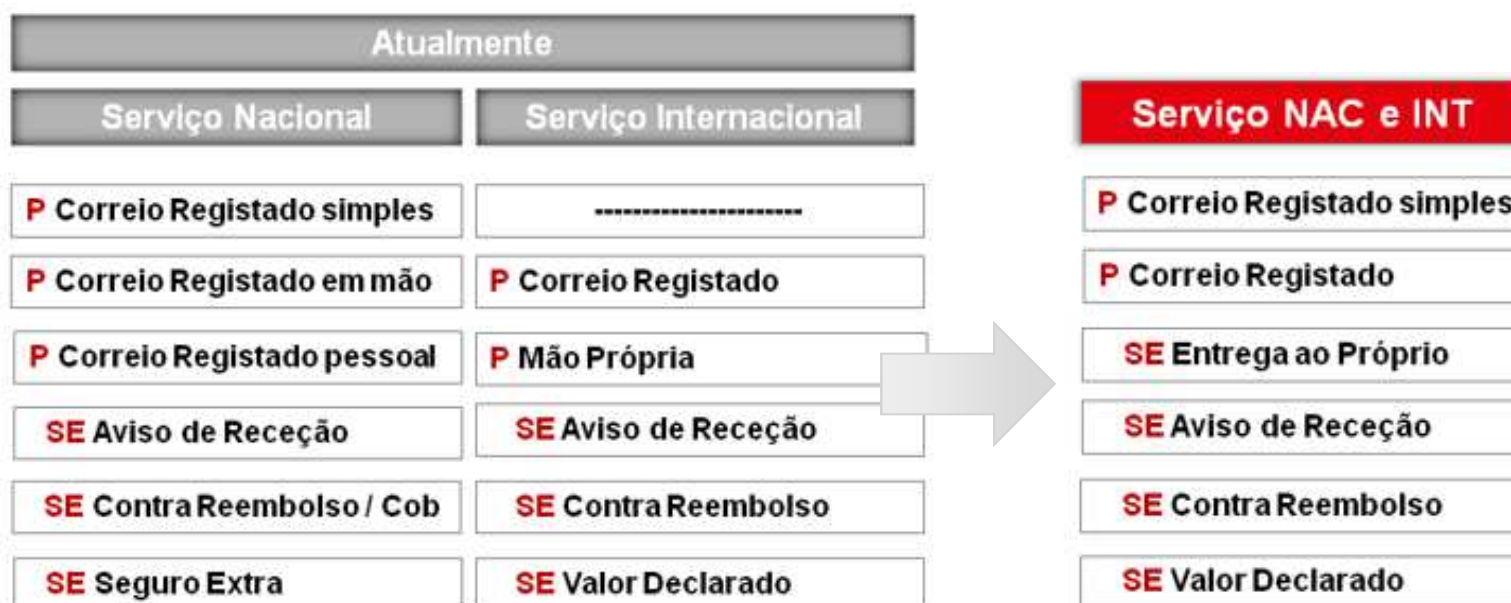 Atualmente
Serviço Nacional
Serviço Internacional
Serviço NAC e INT
P Correio Registado simples
----------------------
P Correio Registado simples
P Correio Registado em mão
P Correio Registado
P Correio Registado
P Correio Registado pessoal
P Mão Própria
SE Entrega ao Próprio
SE Aviso de Receção
SE Aviso de Receção
SE Aviso de Receção
SE Contra Reembolso / Cob
SE Contra Reembolso
SE Contra Reembolso
SE Seguro Extra
SE Valor Declarado
SE Valor Declarado